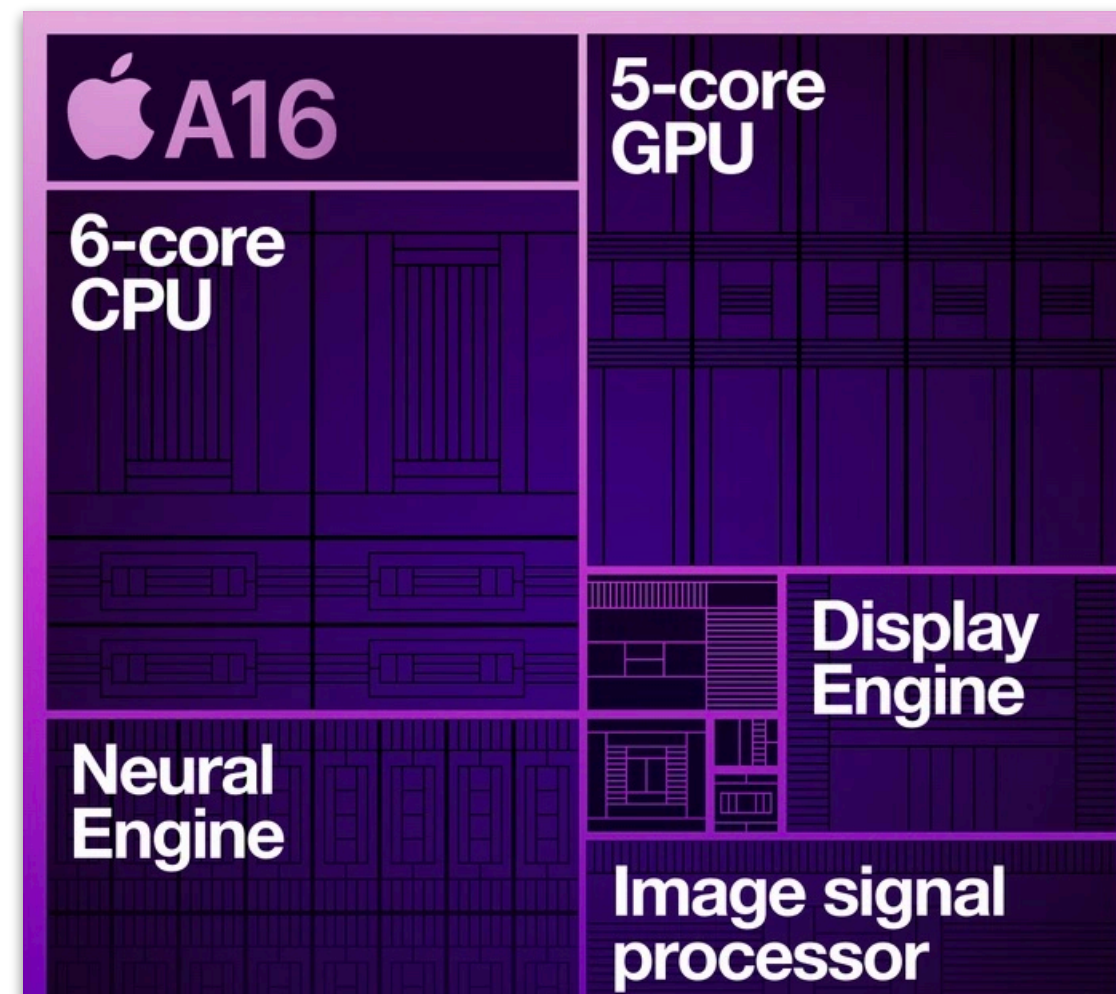 A16
5-core
GPU
6-core
CPU
Display
Engine
Neural
Engine
Image signal
processor